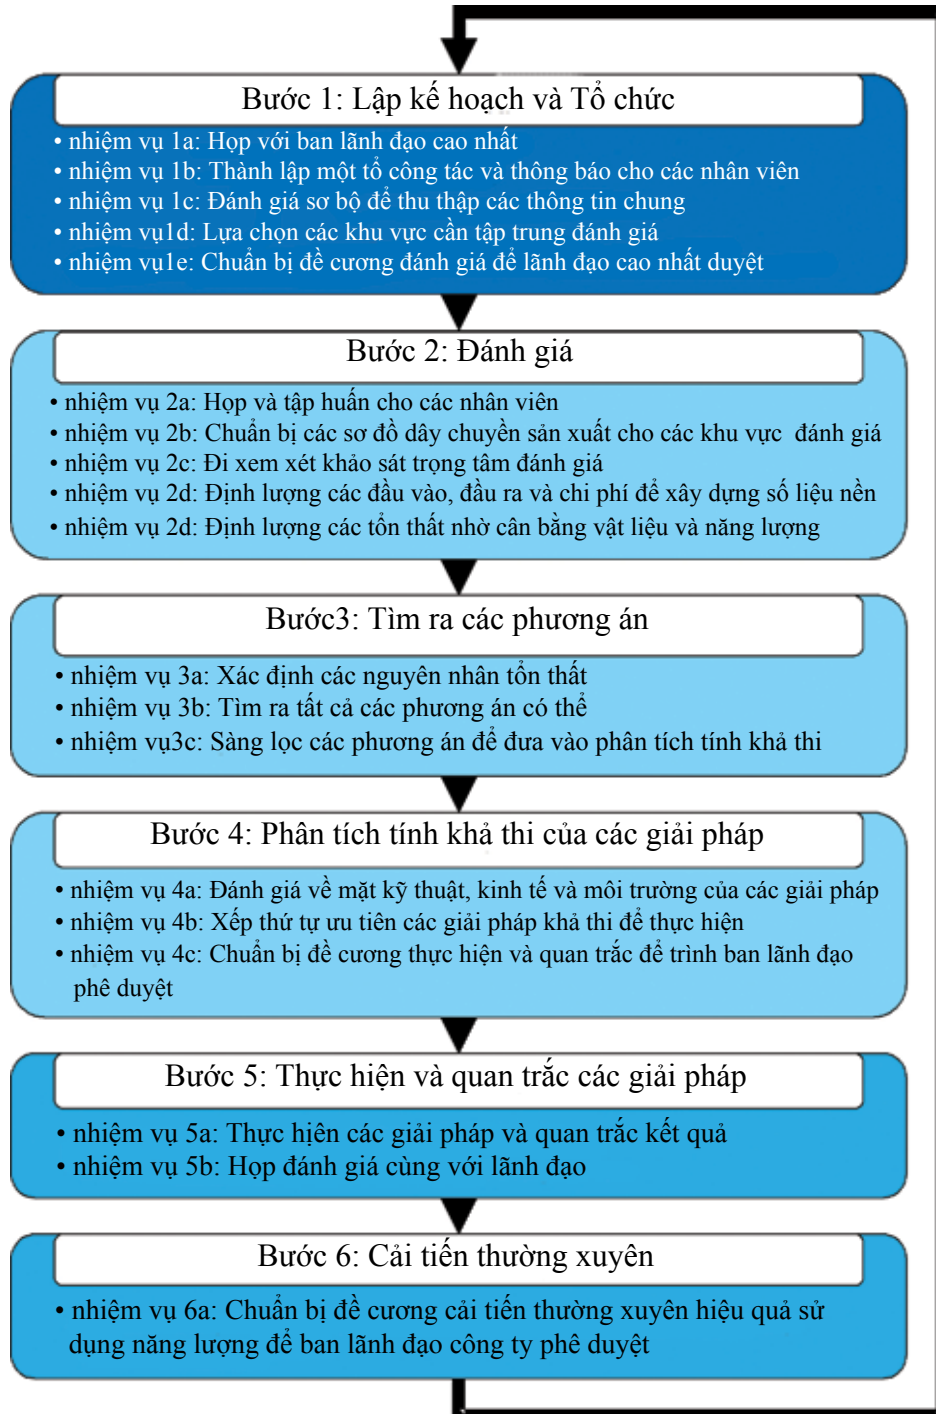 Bước 1: Lập kế hoạch và Tổ chức
• nhiệm vụ 1a: Họp với ban lãnh đạo cao nhất
• nhiệm vụ 1b: Thành lập một tổ công tác và thông báo cho các nhân viên
• nhiệm vụ 1c: Đánh giá sơ bộ để thu thập các thông tin chung
• nhiệm vụ1d: Lựa chọn các khu vực cần tập trung đánh giá
• nhiệm vụ1e: Chuẩn bị đề cương đánh giá để lãnh đạo cao nhất duyệt
Bước 2: Đánh giá
• nhiệm vụ 2a: Họp và tập huấn cho các nhân viên
• nhiệm vụ 2b: Chuẩn bị các sơ đồ dây chuyền sản xuất cho các khu vực đánh giá
• nhiệm vụ 2c: Đi xem xét khảo sát trọng tâm đánh giá
• nhiệm vụ 2d: Định lượng các đầu vào, đầu ra và chi phí để xây dựng số liệu nền
• nhiệm vụ 2d: Định lượng các tổn thất nhờ cân bằng vật liệu và năng lượng
Bước3: Tìm ra các phương án
• nhiệm vụ 3a: Xác định các nguyên nhân tổn thất
• nhiệm vụ 3b: Tìm ra tất cả các phương án có thể
• nhiệm vụ3c: Sàng lọc các phương án để đưa vào phân tích tính khả thi
Bước 4: Phân tích tính khả thi của các giải pháp
• nhiệm vụ 4a: Đánh giá về mặt kỹ thuật, kinh tế và môi trường của các giải pháp
• nhiệm vụ 4b: Xếp thứ tự ưu tiên các giải pháp khả thi để thực hiện
• nhiệm vụ 4c: Chuẩn bị đề cương thực hiện và quan trắc để trình ban lãnh đạo
phê duyệt
Bước 5: Thực hiện và quan trắc các giải pháp
• nhiệm vụ 5a: Thực hịên các giải pháp và quan trắc kết quả
• nhiệm vụ 5b: Họp đánh giá cùng với lãnh đạo
Bước 6: Cải tiến thường xuyên
• nhiệm vụ 6a: Chuẩn bị đề cương cải tiến thường xuyên hiệu quả sử
dụng năng lượng để ban lãnh đạo công ty phê duyệt